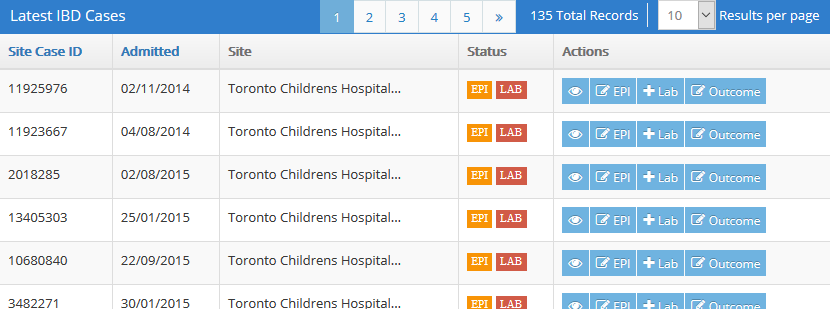 Latest IBD Cases 1 2 3 4 5 » 135 Total Records 10 Results per page
Site Case ID Admitted Site Status Actions
11925976 02/11/2014 Toronto Childrens Hospital... EPI LAB EPI Lab Outcome
11923667 04/08/2014 Toronto Childrens Hospital... EPI LAB EPI Lab Outcome
2018285 02/08/2015 Toronto Childrens Hospital... EPI LAB EPI Lab Outcome
13405303 25/01/2015 Toronto Childrens Hospital... EPI LAB EPI Lab Outcome
10680840 22/09/2015 Toronto Childrens Hospital... EPI LAB EPI Lab Outcome
3482271 30/01/2015 Toronto Childrens Hospital... EPI LAB EPI Lab Outcome